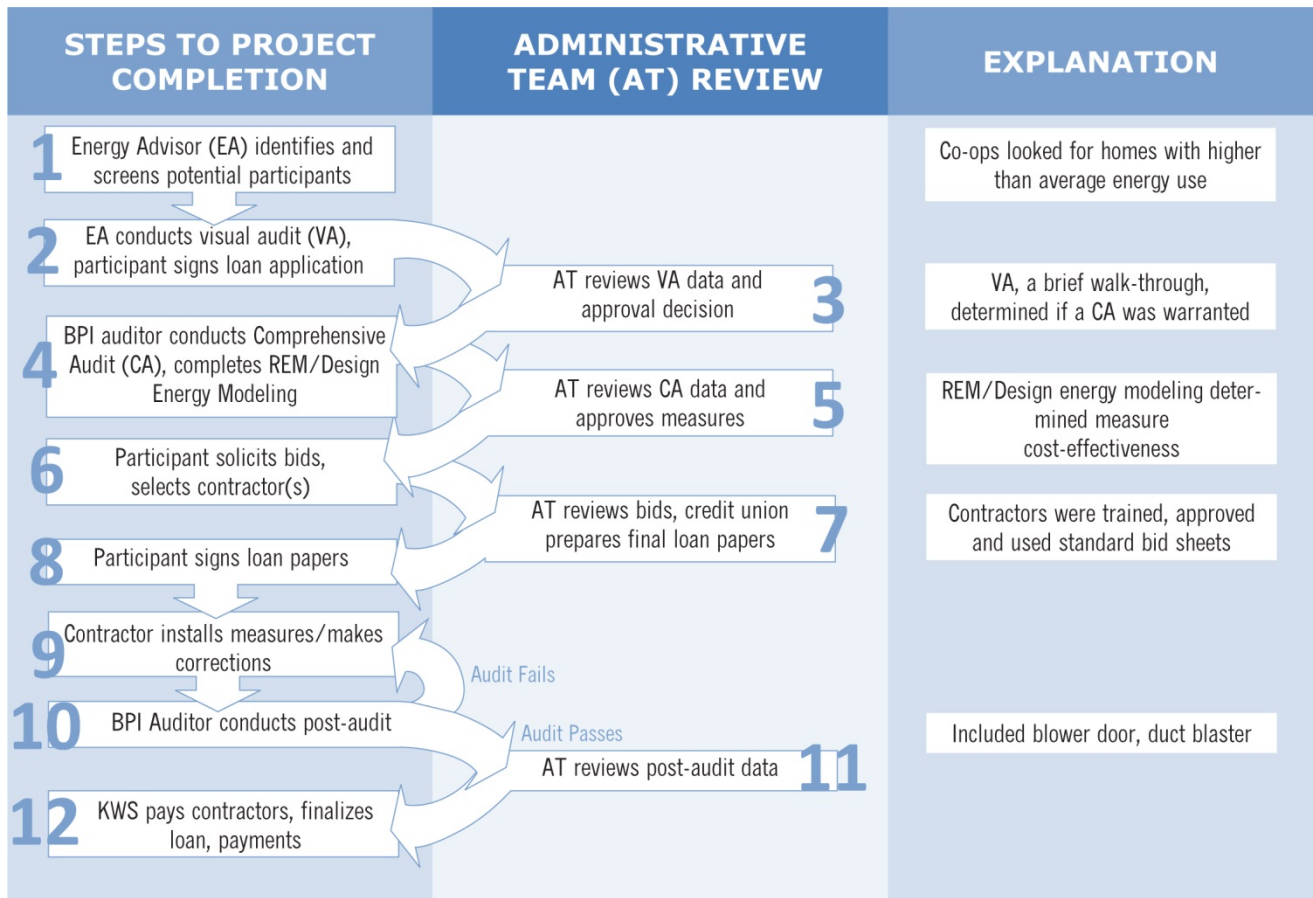 STEPS TO PROJECT
COMPLETION
ADMINISTRATIVE
TEAM (AT) REVIEW
EXPLANATION
1
Energy Advisor (EA) identifies and
screens potential participants
Co-ops looked for homes with higher
than average energy use
2
EA conducts visual audit (VA),
participant signs loan application
AT reviews VA data and
approval decision
3
VA, a brief walk-through,
determined if a CA was warranted
4
BPI auditor conducts Comprehensive
Audit (CA), completes REM/Design
Energy Modeling
AT reviews CA data and
approves measures
5
REM/Design energy modeling deter-
mined measure
cost-effectiveness
6
Participant solicits bids,
selects contractor(s)
AT reviews bids, credit union
prepares final loan papers
7
Contractors were trained, approved
and used standard bid sheets
8
Participant signs loan papers
9
Contractor installs measures/makes
corrections
Audit Fails
10
BPI Auditor conducts post-audit
Audit Passes
Included blower door, duct blaster
AT reviews post-audit data
11
12
KWS pays contractors, finalizes
loan, payments